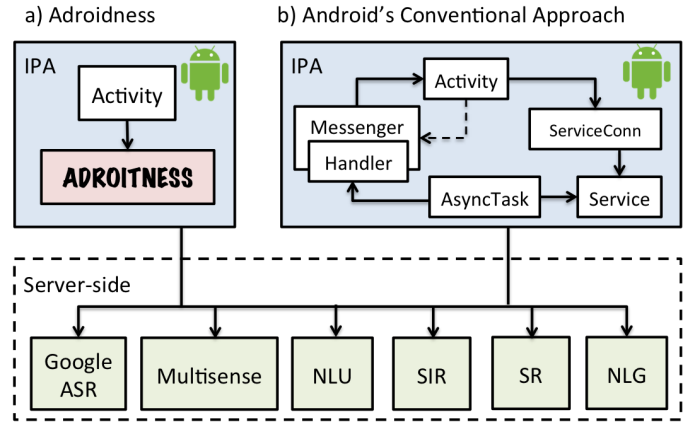 a) Adroidness
b) Android's Conventional Approach
IPA
Activity
ADROITNESS
IPA
Activity
Messenger
Handler
ServiceConn
AsyncTask
Service
Server-side
Google
ASR
Multisense
NLU
SIR
SR
NLG